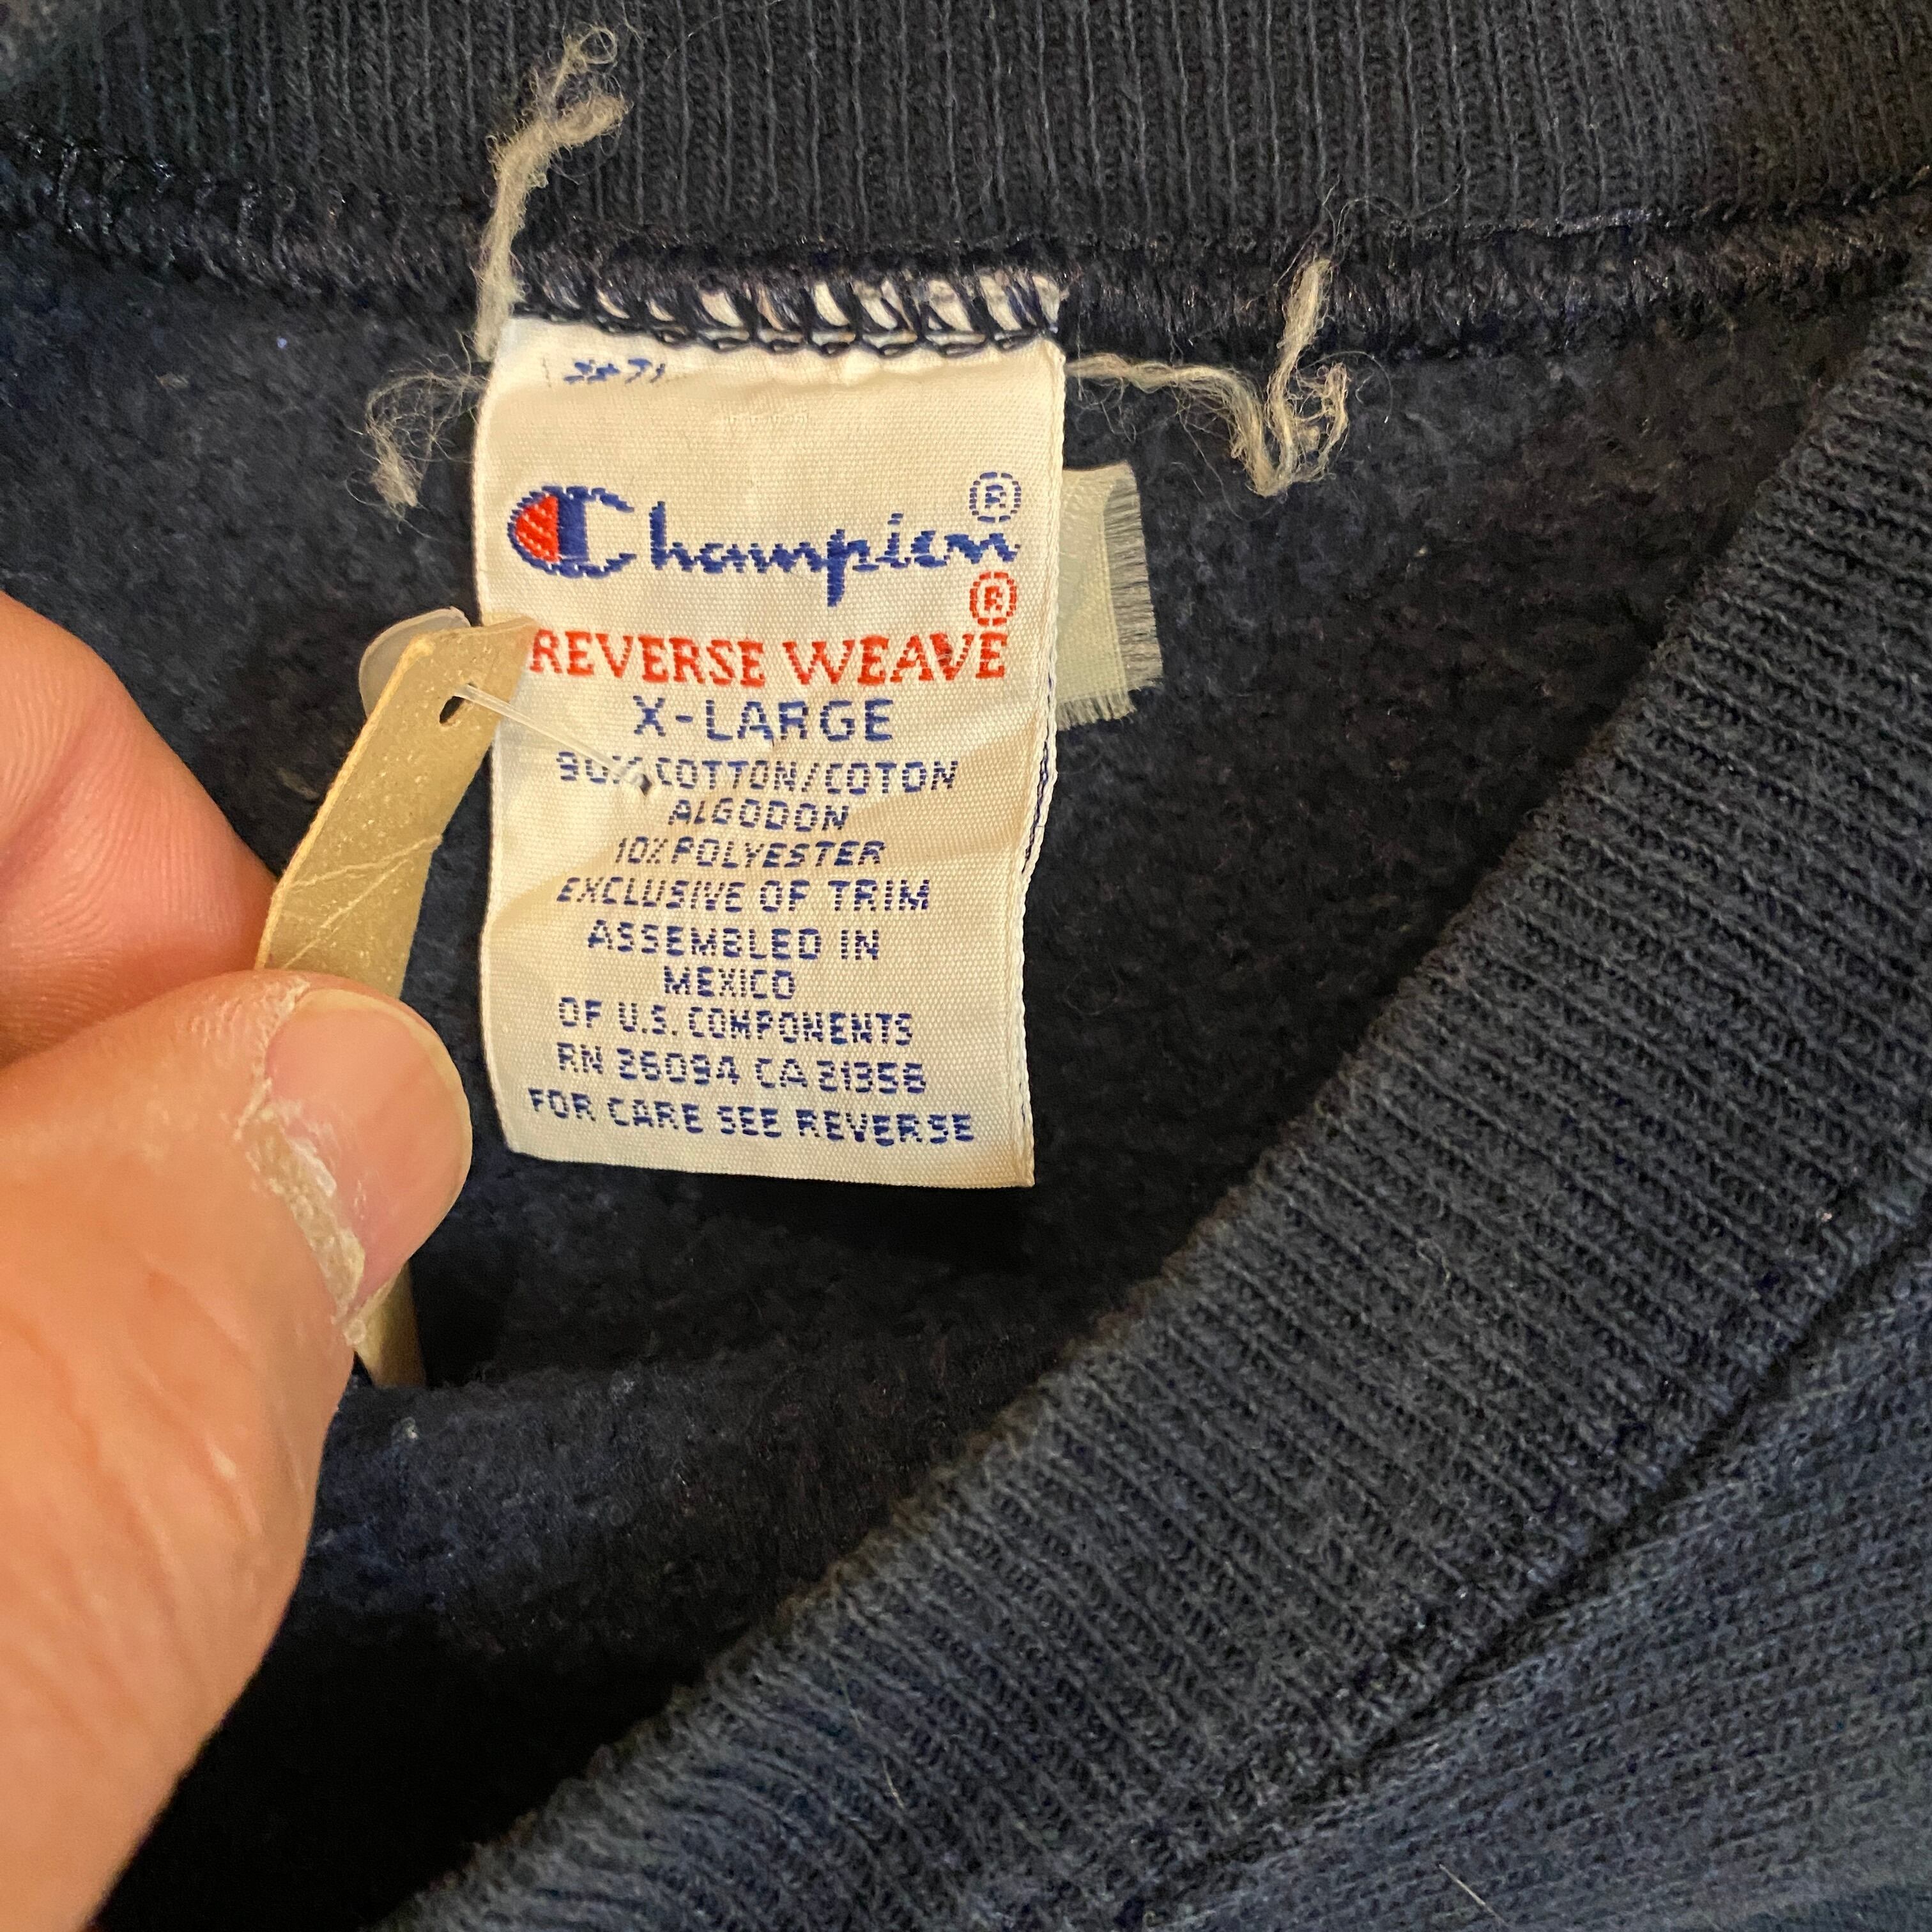 Champion®
REVERSE WEAVE®
X-LARGE
90% COTTON/COTON
ALGODON
10% POLYESTER
EXCLUSIVE OF TRIM
ASSEMBLED IN
MEXICO
OF U.S. COMPONENTS
RN 26094 CA 21356
FOR CARE SEE REVERSE